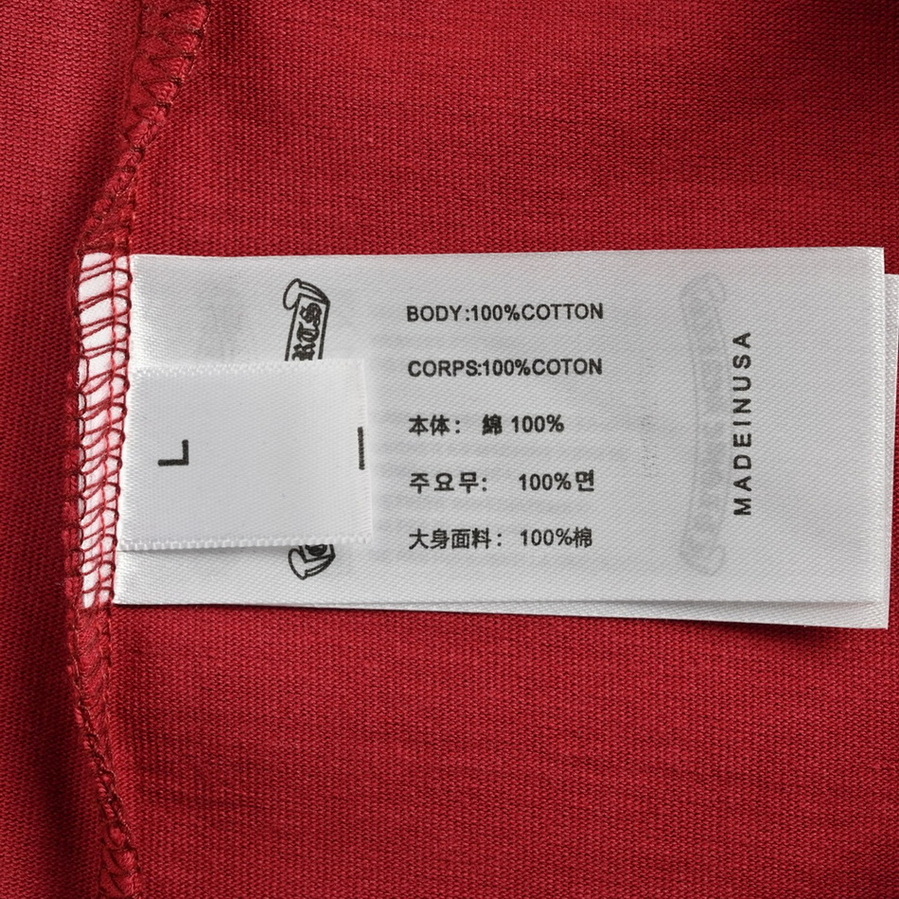 BODY:100%COTTON
CORPS:100%COTON
本体: 綿 100%
주요무: 100%면
大身面料: 100%棉
MADEINUSA
L